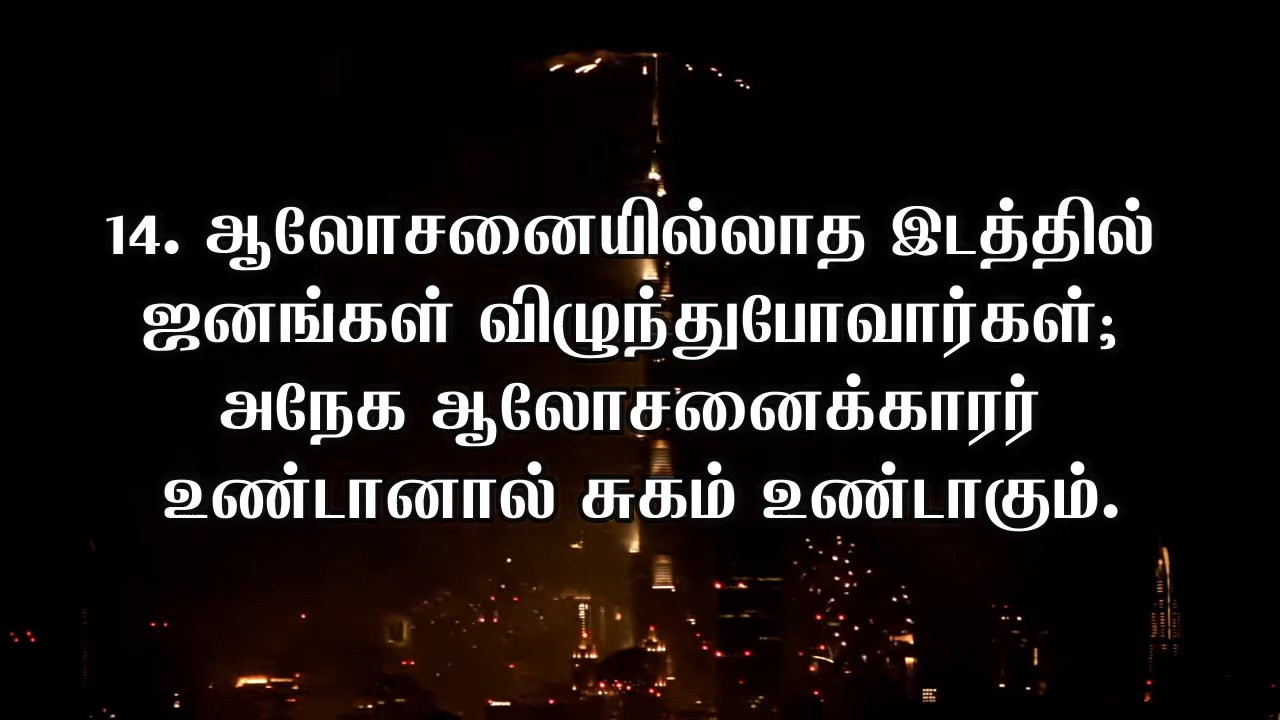 14. ஆலோசனையில்லாத இடத்தில்
ஜனங்கள் விழுந்துபோவார்கள்;
அநேக ஆலோசனைக்காரர்
உண்டானால் சுகம் உண்டாகும்.